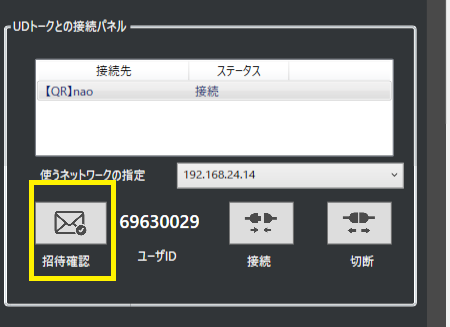 UDトークとの接続パネル
接続先 ステータス
【QR】nao 接続
使うネットワークの指定 192.168.24.14
69630029
招待確認 ユーザID 接続 切断